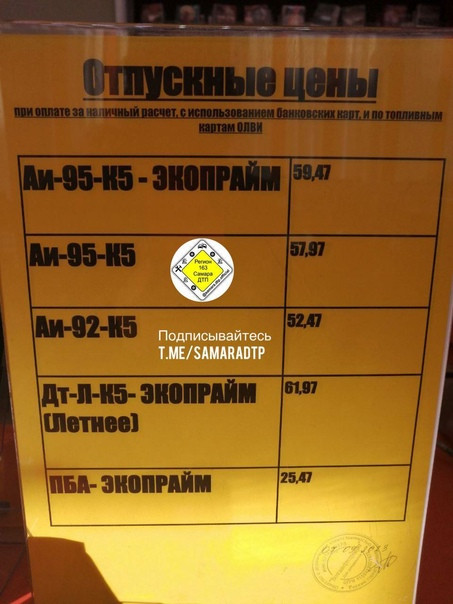 Отпускные цены
при оплате за наличный расчет, с использованием банковских карт, и по топливным
картам ОЛВИ
Аи-95-К5 - ЭКОПРАЙМ 59,47
Аи-95-К5 57,97
Регион
163
Самара
ДТП
Аи-92-К5 52,47
Подписывайтесь
T.ME/SAMARADTP
Дт-Л-К5- ЭКОПРАЙМ 61,97
(Летнее)
ПБА- ЭКОПРАЙМ 25,47